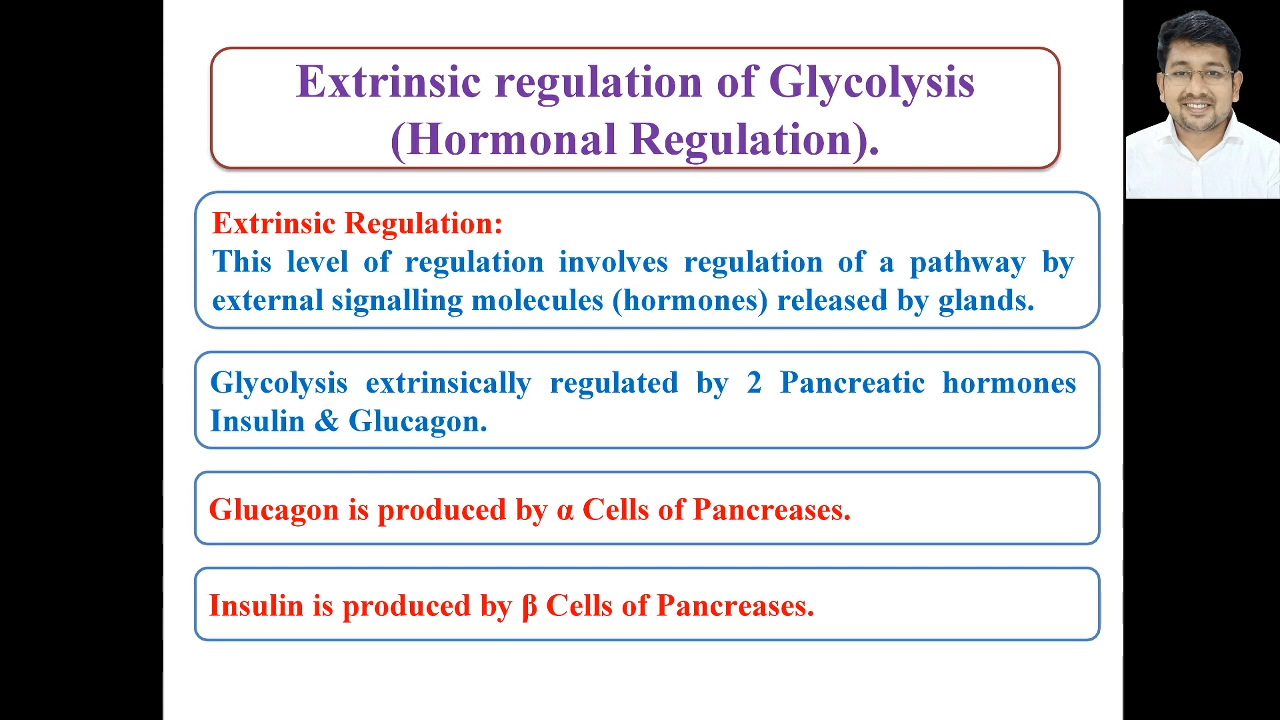 Extrinsic regulation of Glycolysis
(Hormonal Regulation).
Extrinsic Regulation:
This level of regulation involves regulation of a pathway by
external signalling molecules (hormones) released by glands.
Glycolysis extrinsically regulated by 2 Pancreatic hormones
Insulin & Glucagon.
Glucagon is produced by α Cells of Pancreases.
Insulin is produced by β Cells of Pancreases.